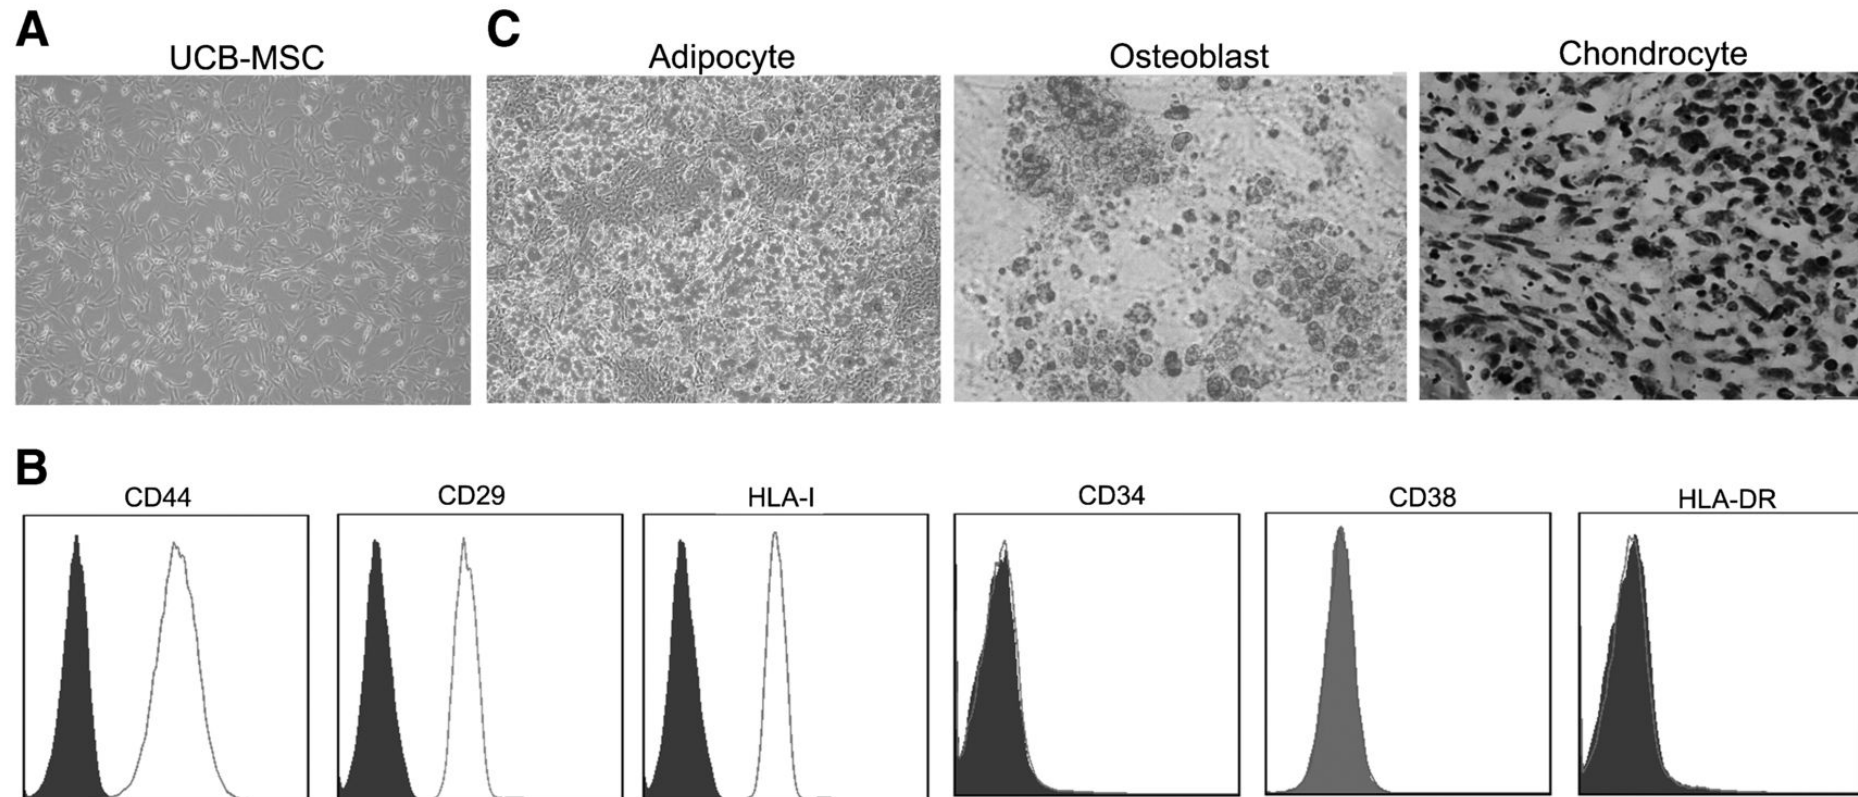 A
UCB-MSC
C
Adipocyte
Osteoblast
Chondrocyte
B
CD44
CD29
HLA-I
CD34
CD38
HLA-DR